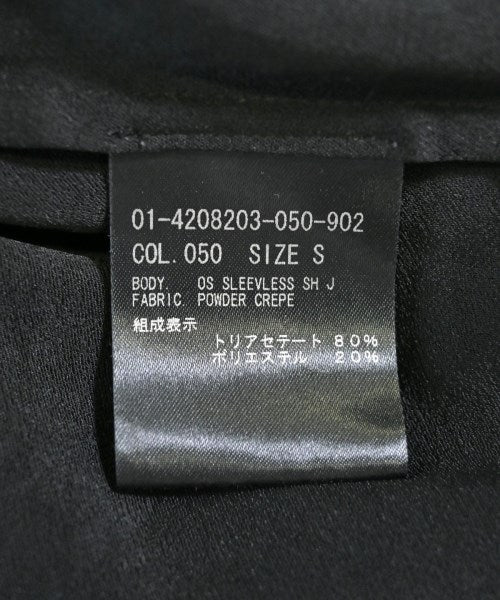 01-4208203-050-902
COL.050 SIZE S
BODY. OS SLEEVLESS SH J
FABRIC. POWDER CREPE
組成表示
トリアセテート 80%
ポリエステル 20%